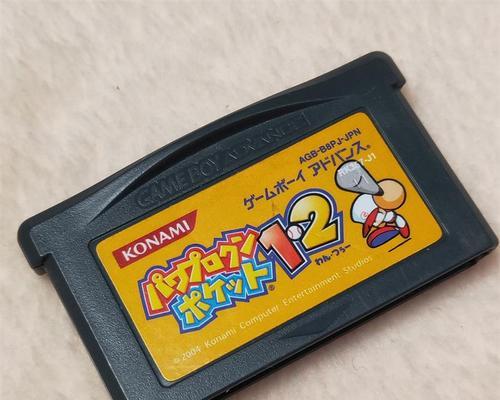 GAME BOY ADVANCE
AGB-B8PJ-JPN
ゲームボーイ アドバンス
KONAMI
パワプロクン
ポケット®
1・2
わん・つぅー
©2004 Konami Computer Entertainment Studios